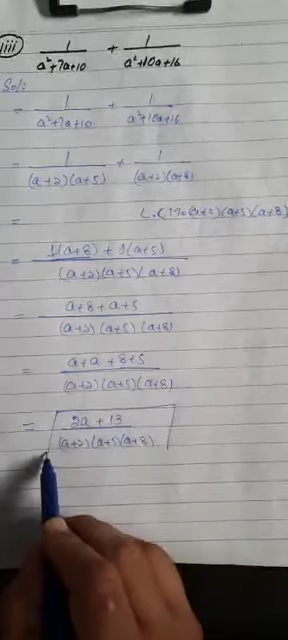 iii) 1/(a²+7a+10) + 1/(a²+10a+16)
Sol:
= 1/(a²+7a+10) + 1/(a²+10a+16)
= 1/((a+2)(a+5)) + 1/((a+2)(a+8))
= L.C.M=(a+2)(a+5)(a+8)
= (1(a+8) + 1(a+5))/((a+2)(a+5)(a+8))
= (a+8+a+5)/((a+2)(a+5)(a+8))
= (a+a+8+5)/((a+2)(a+5)(a+8))
= (2a+13)/((a+2)(a+5)(a+8))